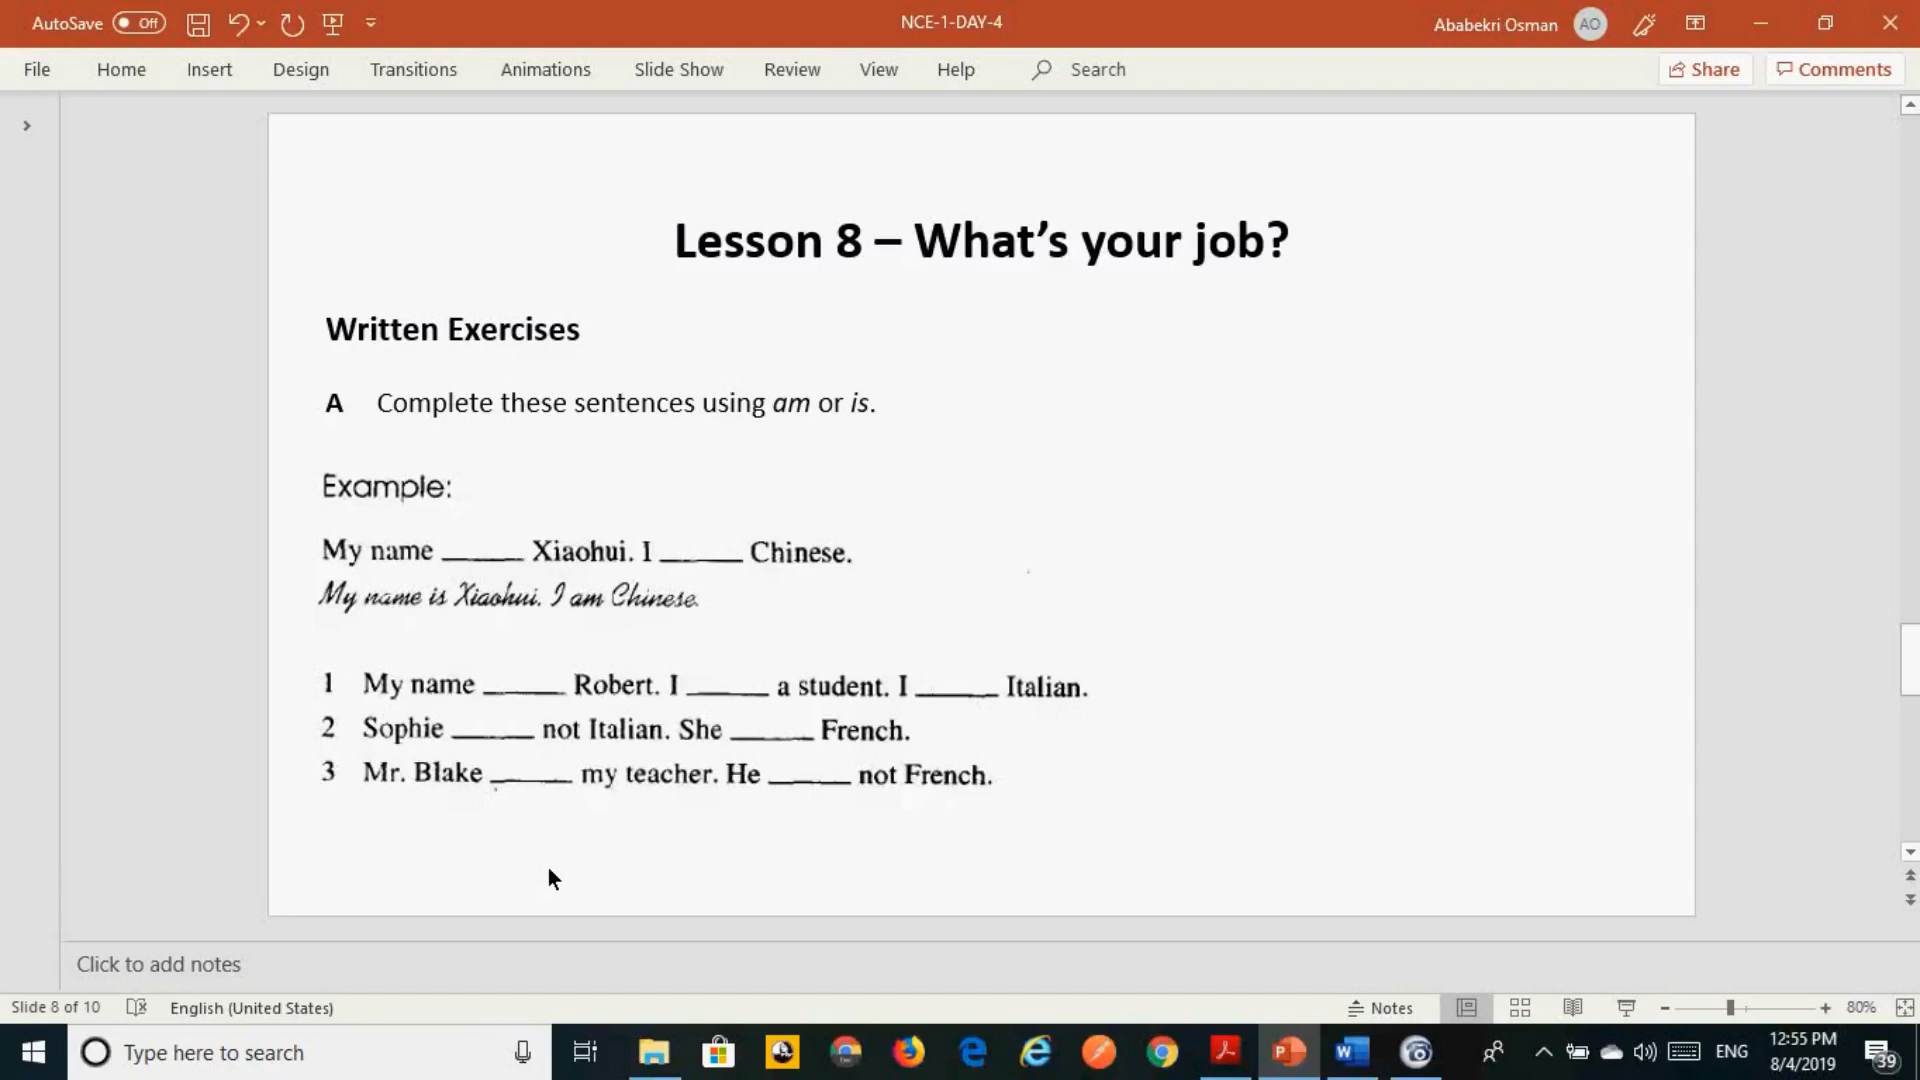 AutoSave Off NCE-1-DAY-4 Ababekri Osman AO
File Home Insert Design Transitions Animations Slide Show Review View Help Search Share Comments
Lesson 8 – What's your job?
Written Exercises
A Complete these sentences using am or is.
Example:
My name _____ Xiaohui. I _____ Chinese.
My name is Xiaohui. I am Chinese.
1 My name _____ Robert. I _____ a student. I _____ Italian.
2 Sophie _____ not Italian. She _____ French.
3 Mr. Blake _____ my teacher. He _____ not French.
Click to add notes
Slide 8 of 10 English (United States) Notes 80%
Type here to search ENG 12:55 PM
8/4/2019 39